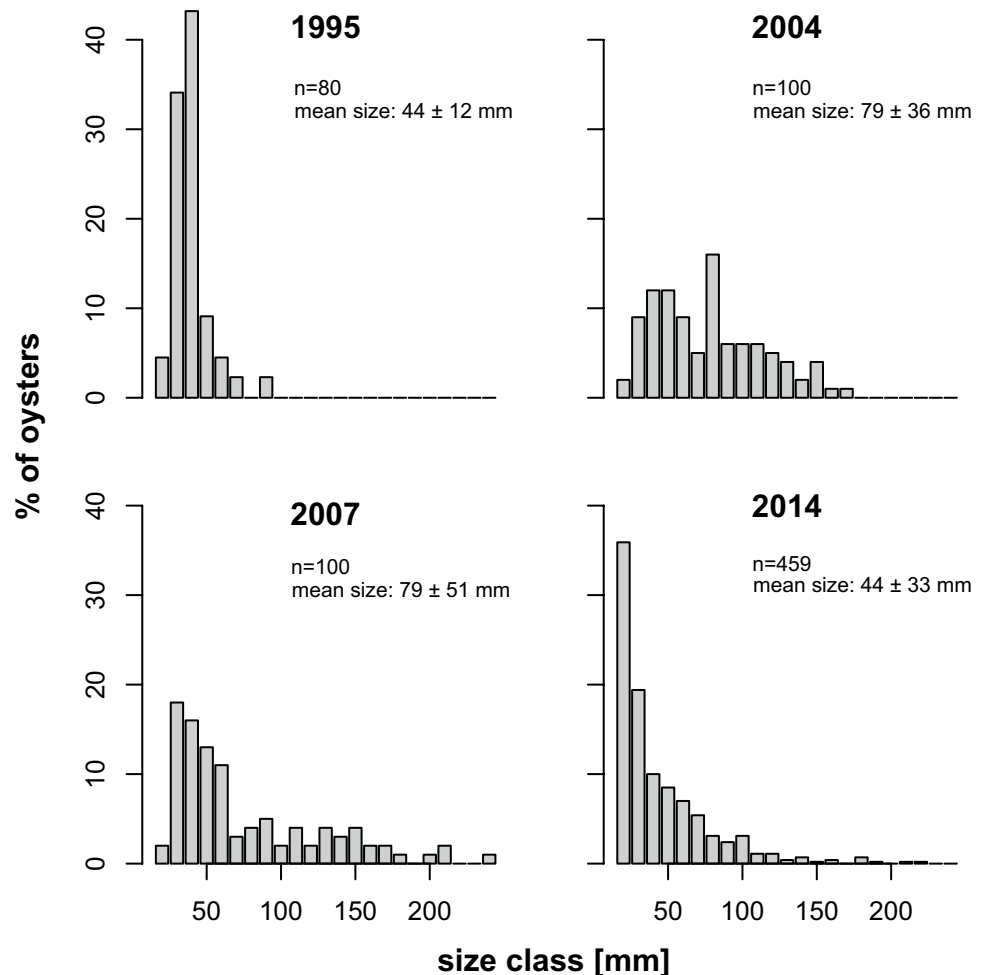 1995
n=80
mean size: 44 ± 12 mm
40
30
20
10
0
2004
n=100
mean size: 79 ± 36 mm
% of oysters
2007
n=100
mean size: 79 ± 51 mm
40
30
20
10
0
50 100 150 200
2014
n=459
mean size: 44 ± 33 mm
50 100 150 200
size class [mm]